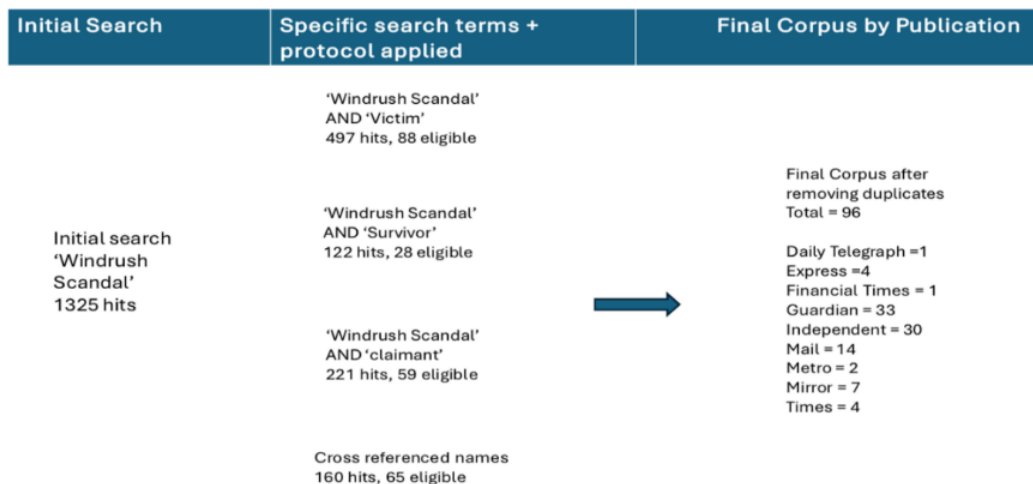 Initial Search
Specific search terms +
protocol applied
Final Corpus by Publication
Initial search
‘Windrush
Scandal’
1325 hits
‘Windrush Scandal’
AND ‘Victim’
497 hits, 88 eligible
‘Windrush Scandal’
AND ‘Survivor’
122 hits, 28 eligible
‘Windrush Scandal’
AND ‘claimant’
221 hits, 59 eligible
Cross referenced names
160 hits, 65 eligible
Final Corpus after
removing duplicates
Total = 96
Daily Telegraph =1
Express =4
Financial Times = 1
Guardian = 33
Independent = 30
Mail = 14
Metro = 2
Mirror = 7
Times = 4